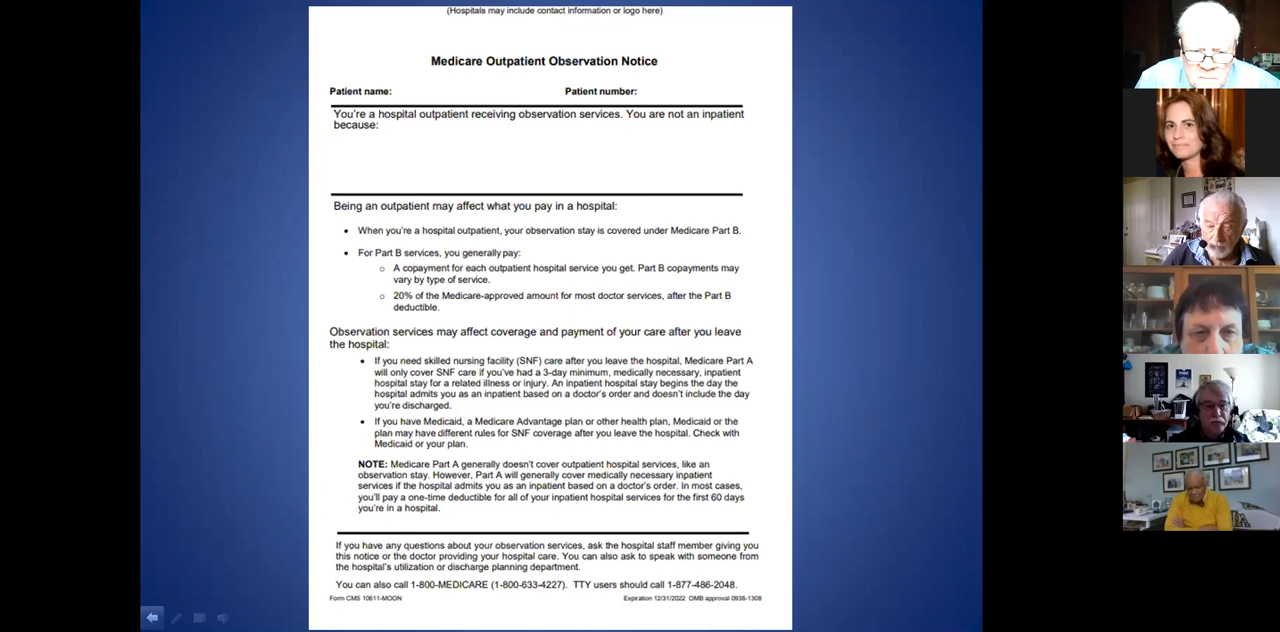 (Hospitals may include contact information or logo here)
Medicare Outpatient Observation Notice
Patient name: Patient number:
You're a hospital outpatient receiving observation services. You are not an inpatient
because:
Being an outpatient may affect what you pay in a hospital:
• When you're a hospital outpatient, your observation stay is covered under Medicare Part B.
• For Part B services, you generally pay:
o A copayment for each outpatient hospital service you get. Part B copayments may
vary by type of service.
o 20% of the Medicare-approved amount for most doctor services, after the Part B
deductible.
Observation services may affect coverage and payment of your care after you leave
the hospital:
• If you need skilled nursing facility (SNF) care after you leave the hospital, Medicare Part A
will only cover SNF care if you've had a 3-day minimum, medically necessary, inpatient
hospital stay for a related illness or injury. An inpatient hospital stay begins the day the
hospital admits you as an inpatient based on a doctor's order and doesn't include the day
you're discharged.
• If you have Medicaid, a Medicare Advantage plan or other health plan, Medicaid or the
plan may have different rules for SNF coverage after you leave the hospital. Check with
Medicaid or your plan.
NOTE: Medicare Part A generally doesn't cover outpatient hospital services, like an
observation stay. However, Part A will generally cover medically necessary inpatient
services if the hospital admits you as an inpatient based on a doctor's order. In most cases,
you'll pay a one-time deductible for all of your inpatient hospital services for the first 60 days
you're in a hospital.
If you have any questions about your observation services, ask the hospital staff member giving you
this notice or the doctor providing your hospital care. You can also ask to speak with someone from
the hospital's utilization or discharge planning department.
You can also call 1-800-MEDICARE (1-800-633-4227). TTY users should call 1-877-486-2048.
Form CMS 10611-MOON Expiration 12/31/2022 OMB approval 0938-1308